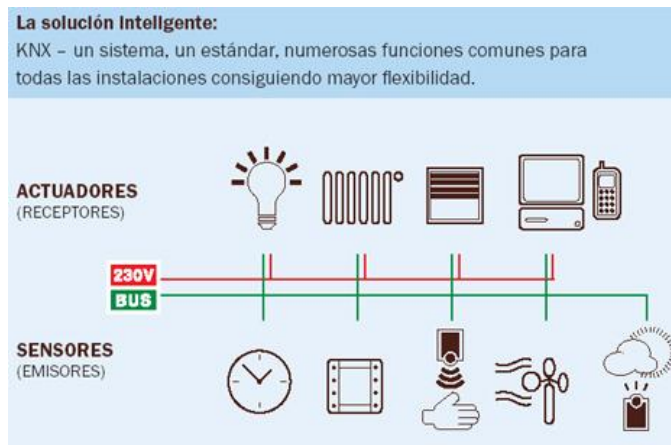 La solución Inteligente:
KNX – un sistema, un estándar, numerosas funciones comunes para
todas las instalaciones consiguiendo mayor flexibilidad.
ACTUADORES
(RECEPTORES)
230V
BUS
SENSORES
(EMISORES)